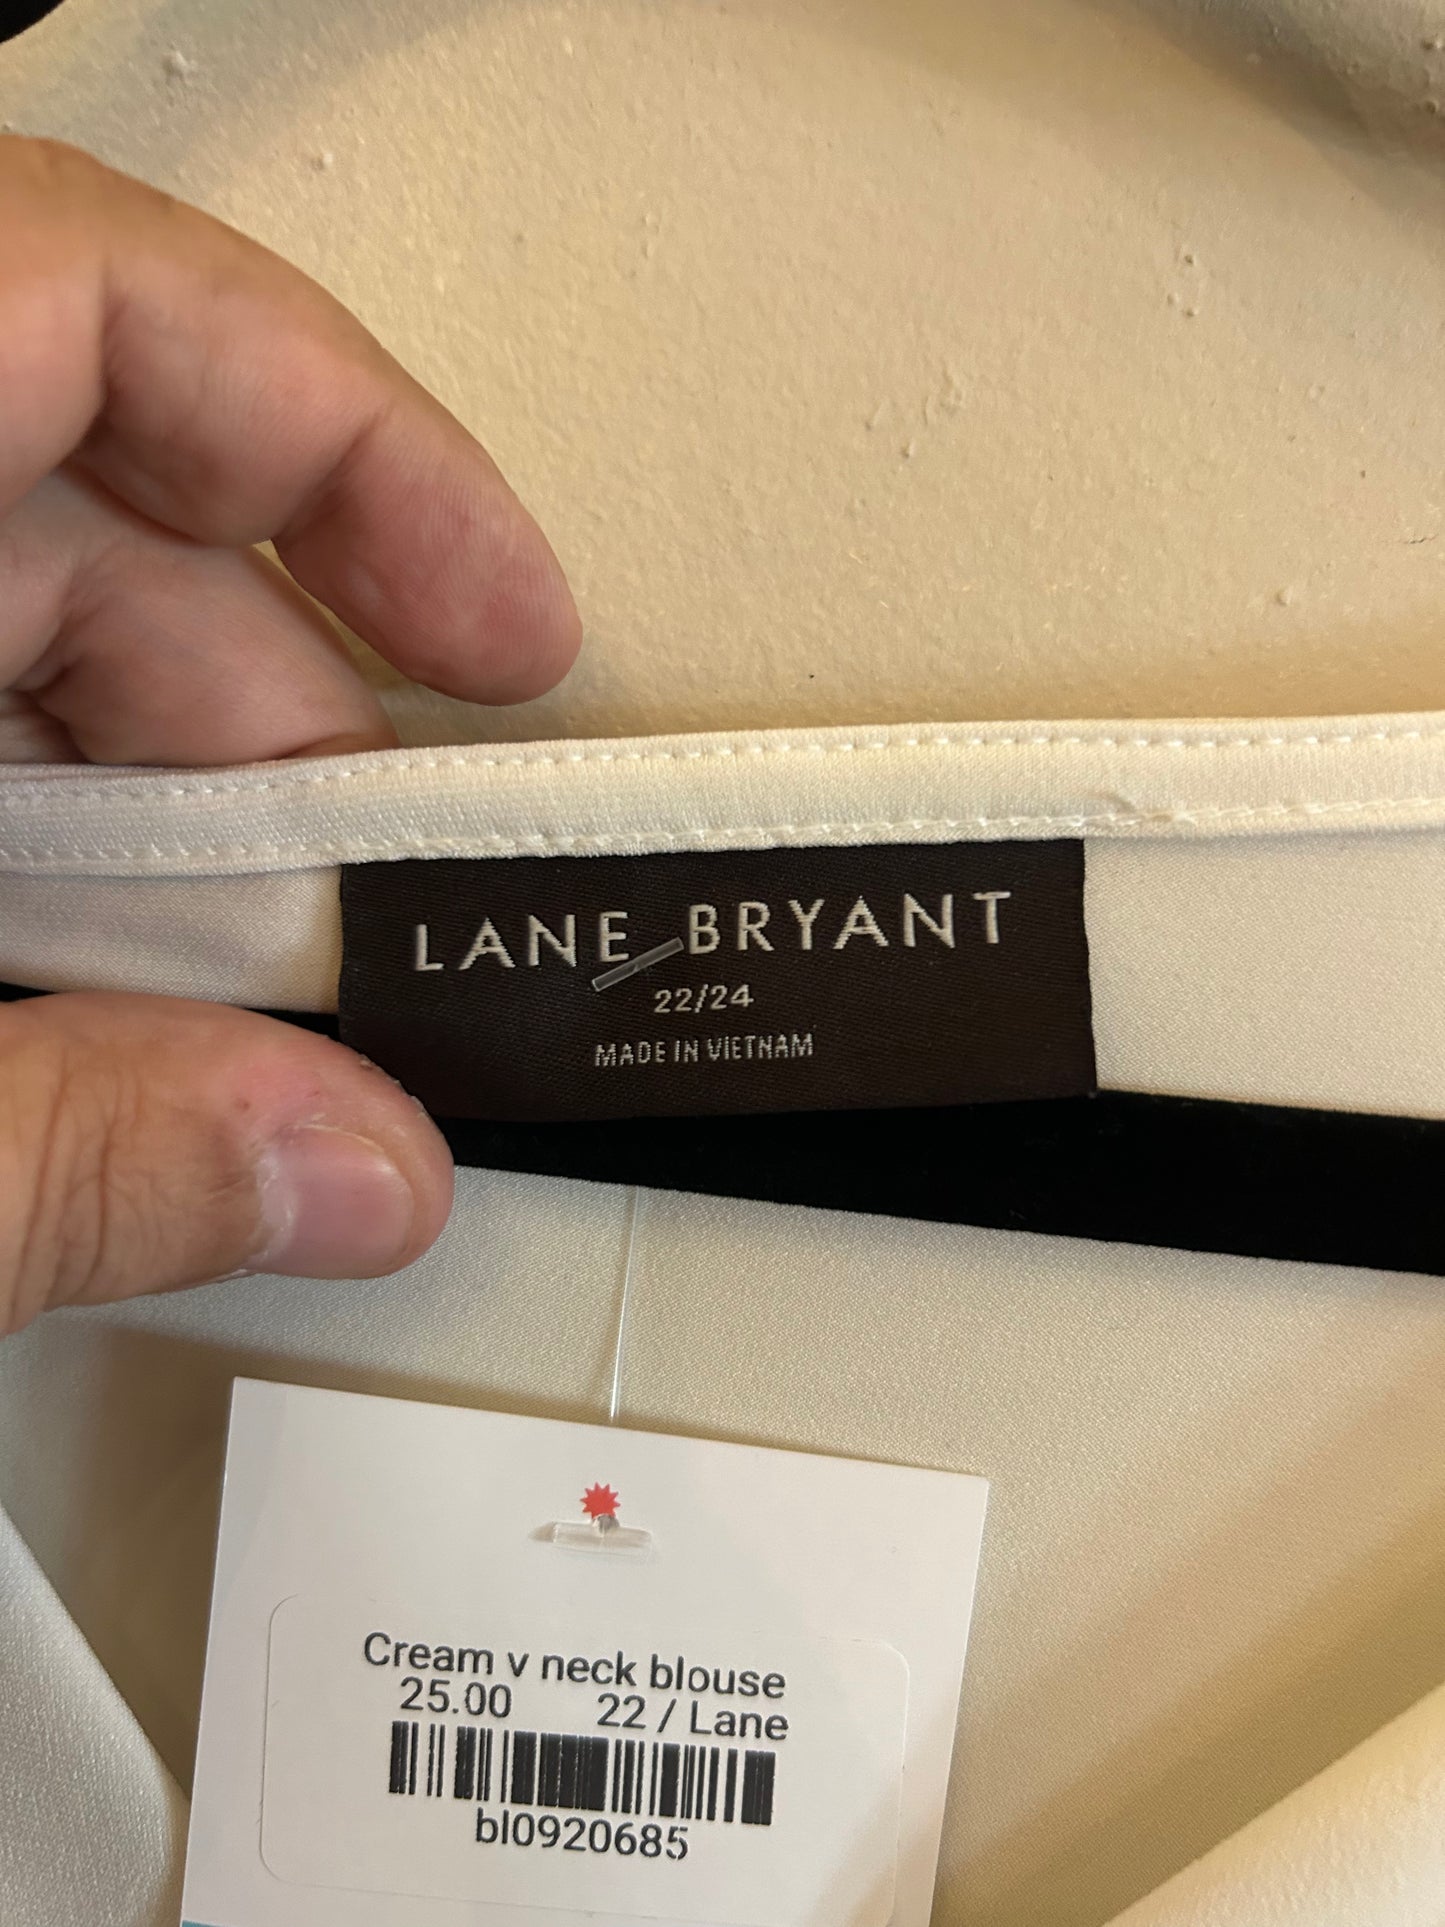 LANE BRYANT
22/24
MADE IN VIETNAM
Cream v neck blouse
25.00 22 / Lane
bl0920685